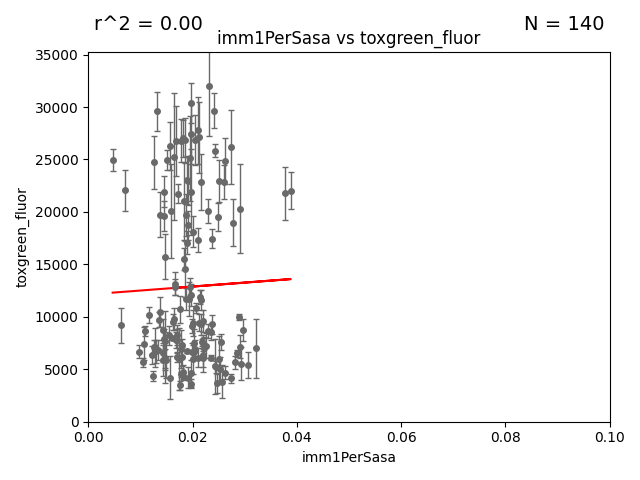 r^2 = 0.00
N = 140
imm1PerSasa vs toxgreen_fluor
35000
30000
25000
20000
15000
10000
5000
0
toxgreen_fluor
0.00
0.02
0.04
0.06
0.08
0.10
imm1PerSasa